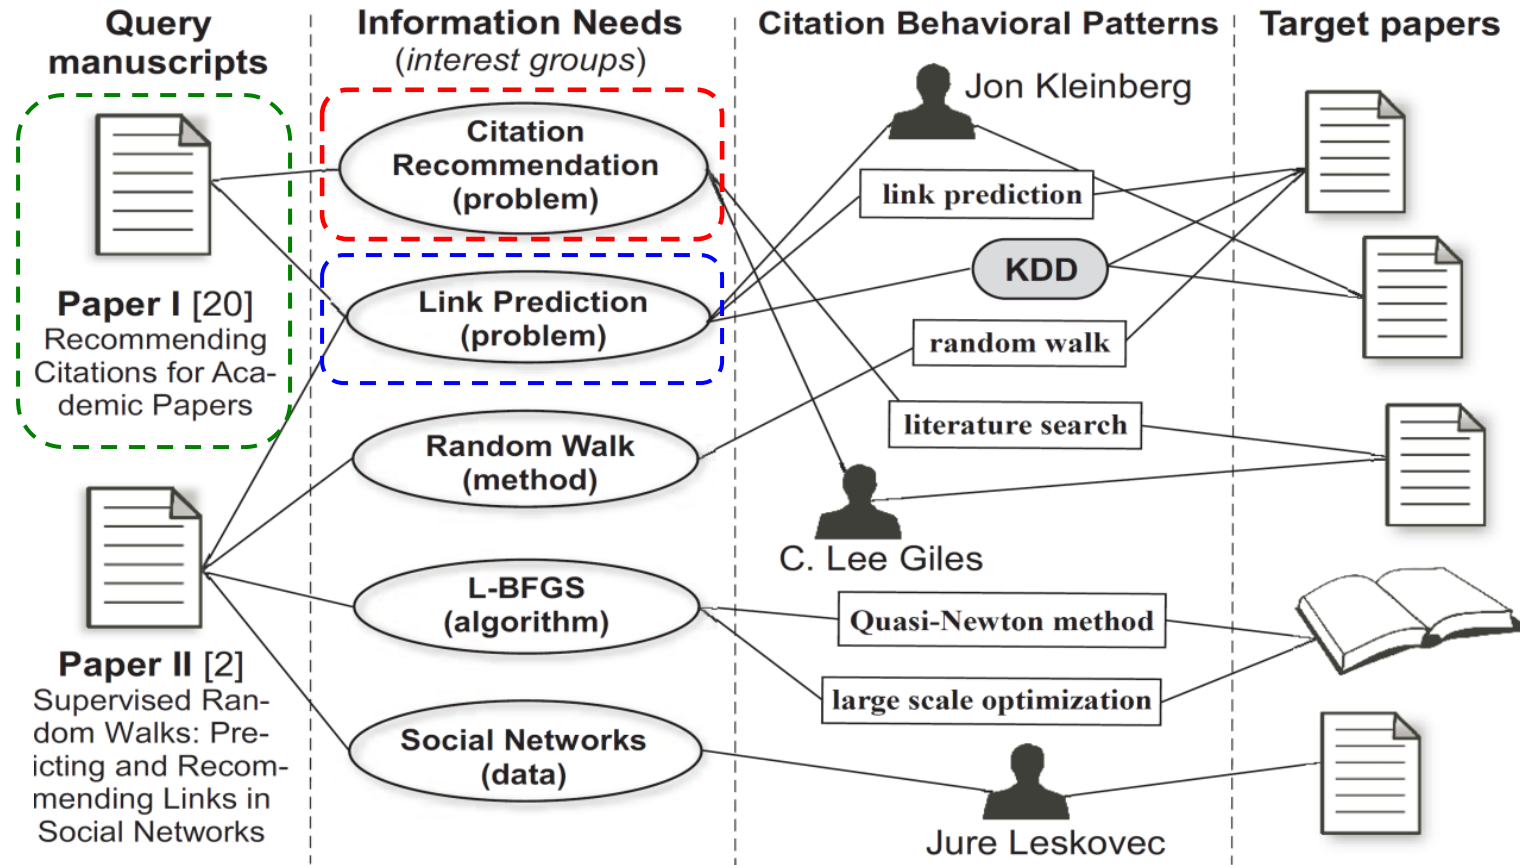 Query
manuscripts
Information Needs
(interest groups)
Citation Behavioral Patterns
Target papers
Paper I [20]
Recommending
Citations for Aca-
demic Papers
Paper II [2]
Supervised Ran-
dom Walks: Pre-
icting and Recom-
mending Links in
Social Networks
Citation
Recommendation
(problem)
Link Prediction
(problem)
Random Walk
(method)
L-BFGS
(algorithm)
Social Networks
(data)
Jon Kleinberg
link prediction
KDD
random walk
literature search
C. Lee Giles
Quasi-Newton method
large scale optimization
Jure Leskovec